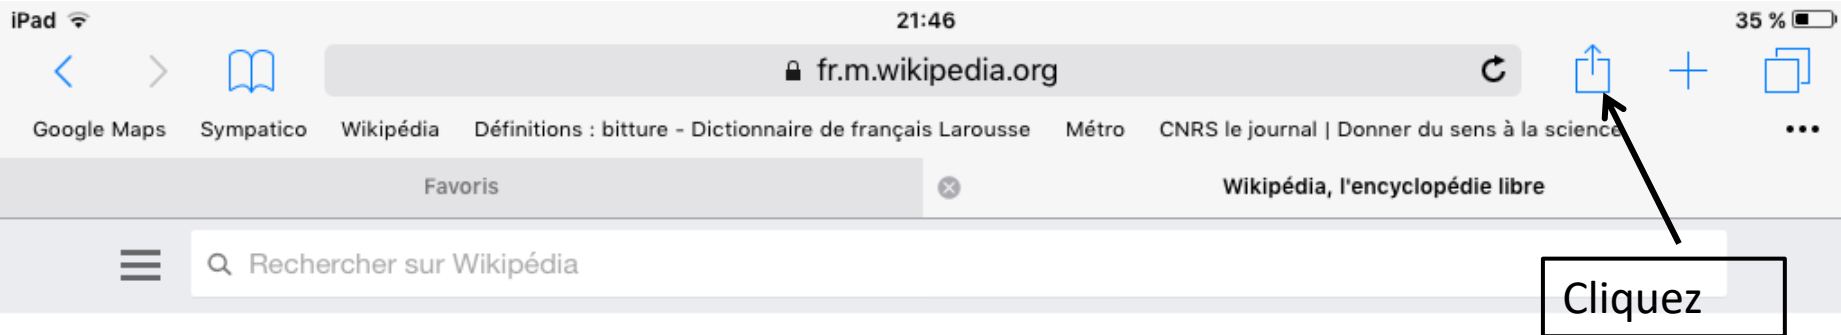 iPad 21:46 35 %
fr.m.wikipedia.org
Google Maps Sympatico Wikipédia Définitions : bitture - Dictionnaire de français Larousse Métro CNRS le journal | Donner du sens à la science •••
Favoris Wikipédia, l'encyclopédie libre
Rechercher sur Wikipédia
Cliquez